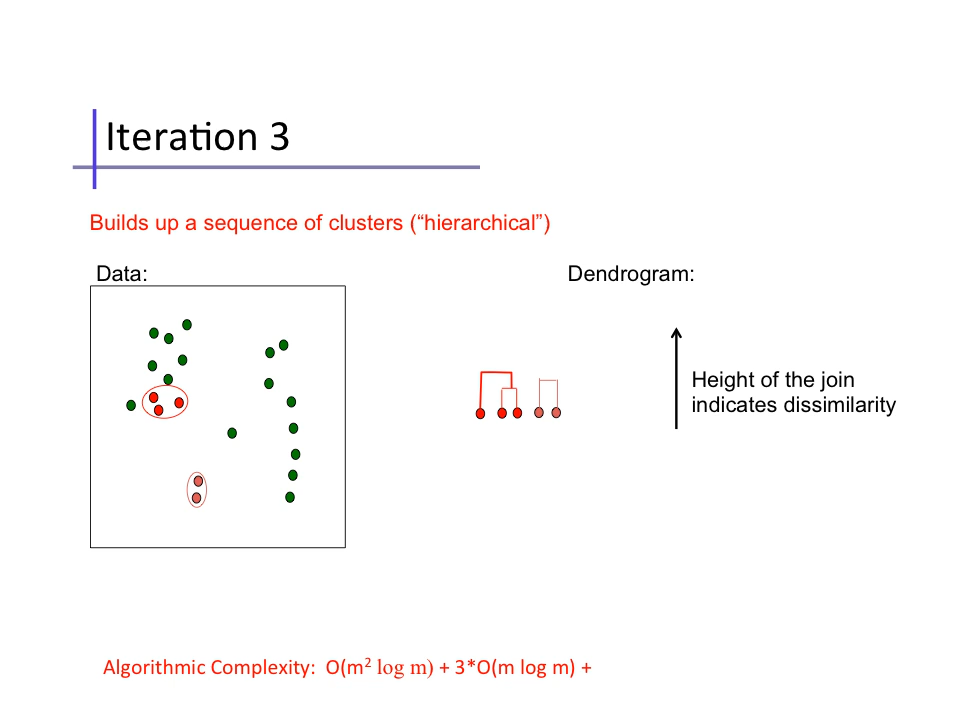 Iteration 3
Builds up a sequence of clusters (“hierarchical”)
Data:
Dendrogram:
Height of the join
indicates dissimilarity
Algorithmic Complexity: O(m² log m) + 3*O(m log m) +